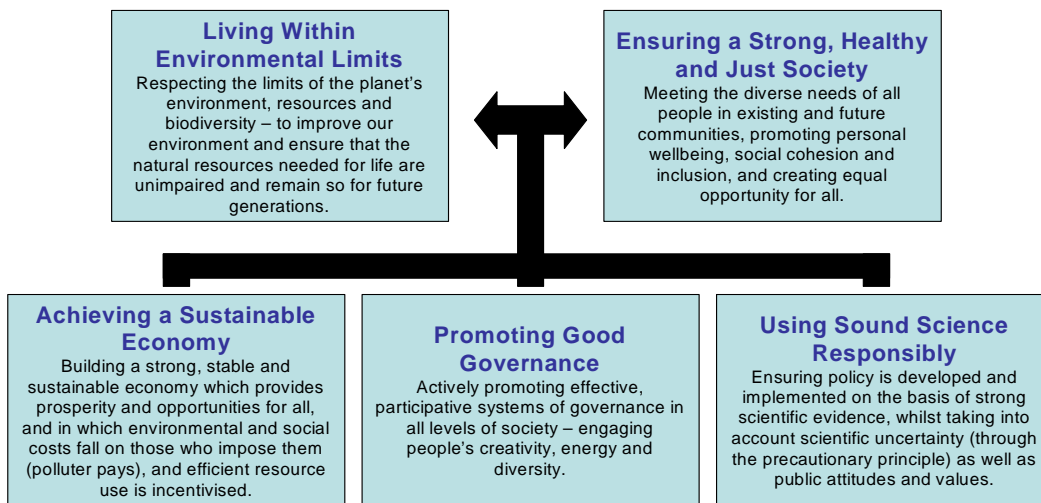 Living Within
Environmental Limits
Respecting the limits of the planet's
environment, resources and
biodiversity – to improve our
environment and ensure that the
natural resources needed for life are
unimpaired and remain so for future
generations.
Ensuring a Strong, Healthy
and Just Society
Meeting the diverse needs of all
people in existing and future
communities, promoting personal
wellbeing, social cohesion and
inclusion, and creating equal
opportunity for all.
Achieving a Sustainable
Economy
Building a strong, stable and
sustainable economy which provides
prosperity and opportunities for all,
and in which environmental and social
costs fall on those who impose them
(polluter pays), and efficient resource
use is incentivised.
Promoting Good
Governance
Actively promoting effective,
participative systems of governance in
all levels of society – engaging
people's creativity, energy and
diversity.
Using Sound Science
Responsibly
Ensuring policy is developed and
implemented on the basis of strong
scientific evidence, whilst taking into
account scientific uncertainty (through
the precautionary principle) as well as
public attitudes and values.